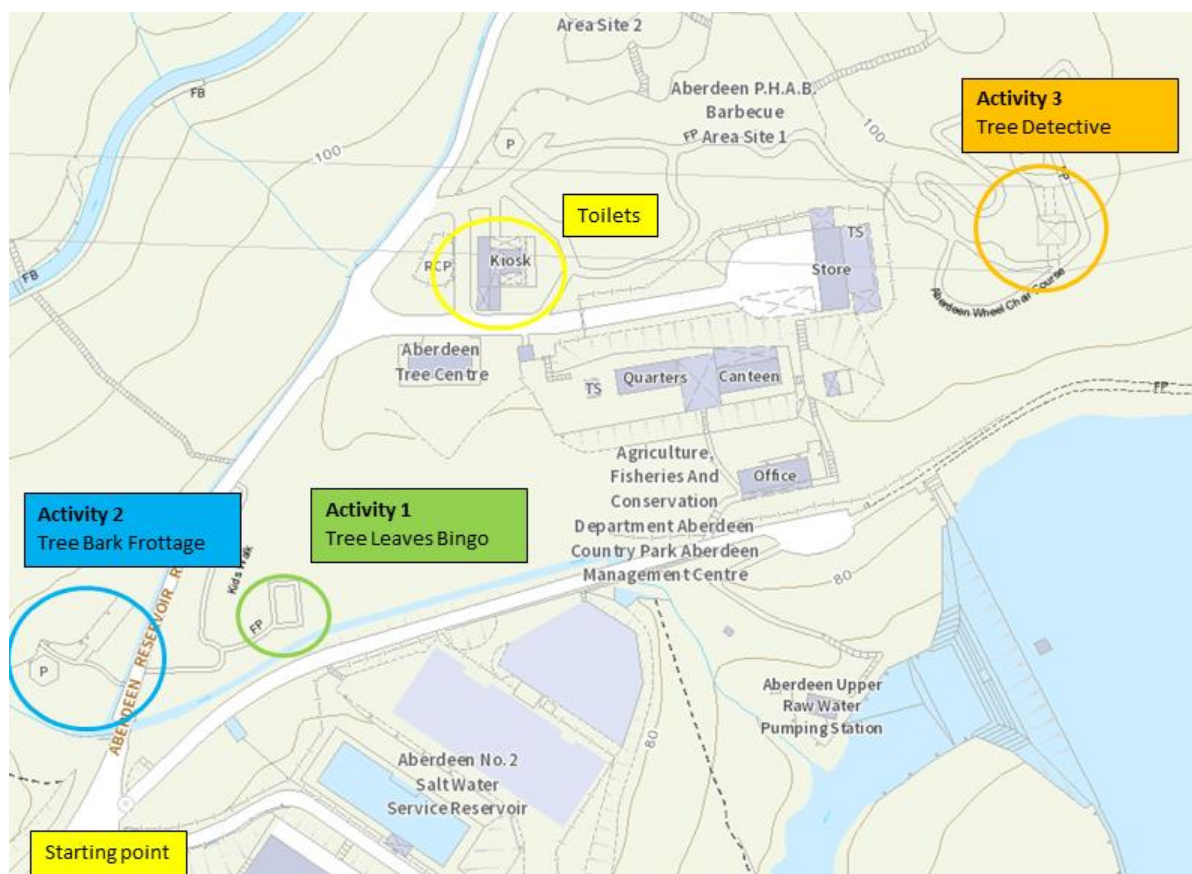 Area Site 2
FB
Aberdeen P.H.A.B.
Barbecue
FP Area Site 1
Activity 3
Tree Detective
100
100
P
FP
Toilets
FB
RCP
Kiosk
TS
Store
Aberdeen Wheel Chair Course
Aberdeen
Tree Centre
TS
Quarters
Canteen
FP
Agriculture,
Fisheries And
Conservation
Department Aberdeen
Country Park Aberdeen
Management Centre
Office
Activity 2
Tree Bark Frottage
Activity 1
Tree Leaves Bingo
Kids Walk
80
FP
P
ABERDEEN RESERVOIR
Aberdeen Upper
Raw Water
Pumping Station
80
Aberdeen No.2
Salt Water
Service Reservoir
Starting point